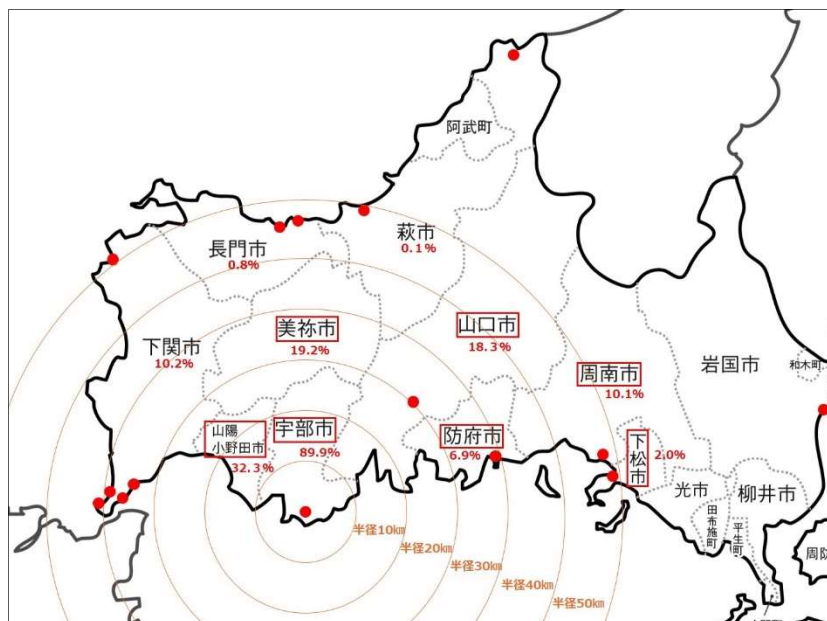 阿武町
萩市
0.1%
長門市
0.8%
美祢市
19.2%
山口市
18.3%
下関市
10.2%
周南市
10.1%
岩国市
和木町
山陽
小野田市
32.3%
宇部市
89.9%
防府市
6.9%
下松市
2.0%
光市
柳井市
田布施町
平生町
半径10km
半径20km
半径30km
半径40km
半径50km